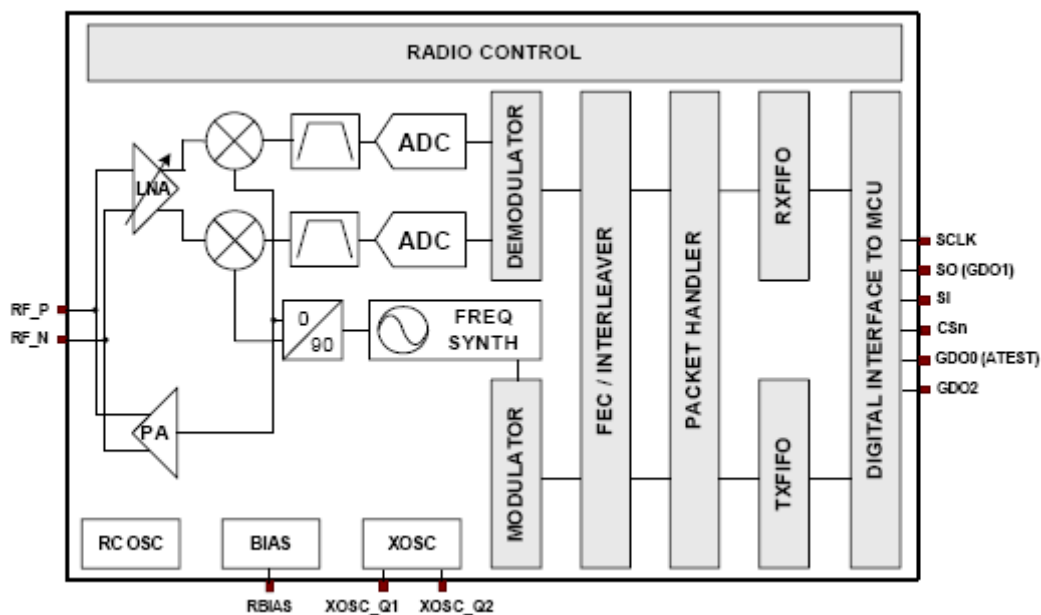 RADIO CONTROL
LNA
ADC
ADC
DEMODULATOR
FEC / INTERLEAVER
PACKET HANDLER
RXFIFO
DIGITAL INTERFACE TO MCU
SCLK
SO (GDO1)
SI
CSn
GDO0 (ATEST)
GDO2
RF_P
RF_N
0
90
FREQ
SYNTH
PA
MODULATOR
TXFIFO
RC OSC
BIAS
XOSC
RBIAS
XOSC_Q1
XOSC_Q2